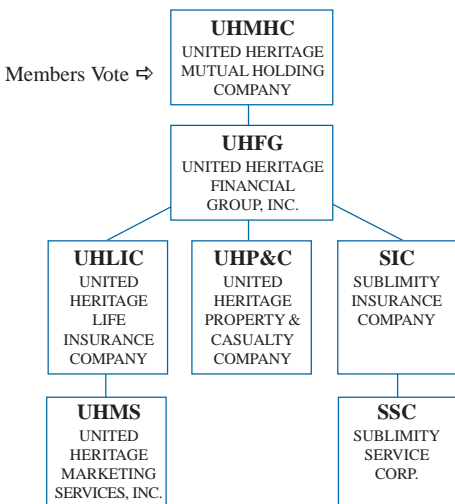 UHMHC
UNITED HERITAGE
MUTUAL HOLDING
COMPANY
Members Vote ⇨
UHFG
UNITED HERITAGE
FINANCIAL
GROUP, INC.
UHLIC
UNITED
HERITAGE
LIFE
INSURANCE
COMPANY
UHP&C
UNITED
HERITAGE
PROPERTY &
CASUALTY
COMPANY
SIC
SUBLIMITY
INSURANCE
COMPANY
UHMS
UNITED
HERITAGE
MARKETING
SERVICES, INC.
SSC
SUBLIMITY
SERVICE
CORP.